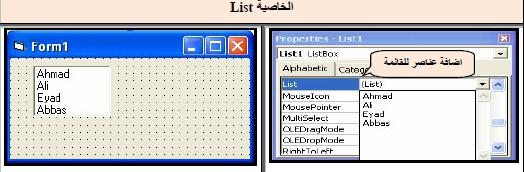 الخاصية List
Form1
Ahmad
Ali
Eyad
Abbas
Properties - List1
List1 ListBox
Alphabetic Categ
اضافة عناصر للقائمة
List (List)
MouseIcon
MousePointer
MultiSelect
OLEDragMode
OLEDropMode
RightToLeft
Ahmad
Ali
Eyad
Abbas